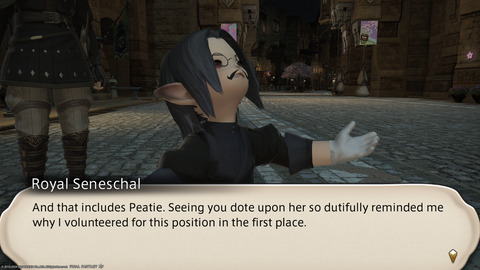 Royal Seneschal
And that includes Peatie. Seeing you dote upon her so dutifully reminded me
why I volunteered for this position in the first place.